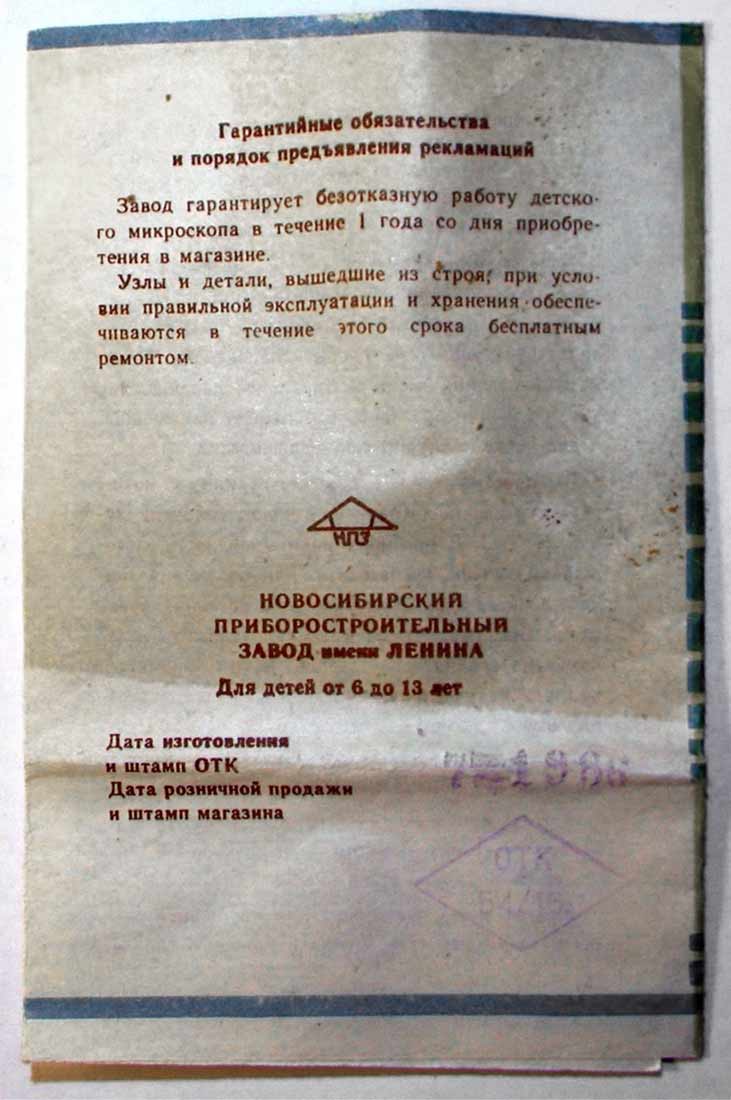 Гарантийные обязательства
и порядок предъявления рекламаций
Завод гарантирует безотказную работу детско-
го микроскопа в течение 1 года со дня приобре-
тения в магазине.
Узлы и детали, вышедшие из строя, при усло-
вии правильной эксплуатации и хранения обеспе-
чиваются в течение этого срока бесплатным
ремонтом.
НПЗ
НОВОСИБИРСКИЙ
ПРИБОРОСТРОИТЕЛЬНЫЙ
ЗАВОД имени ЛЕНИНА
Для детей от 6 до 13 лет
Дата изготовления
и штамп ОТК
1986
Дата розничной продажи
и штамп магазина
ОТК